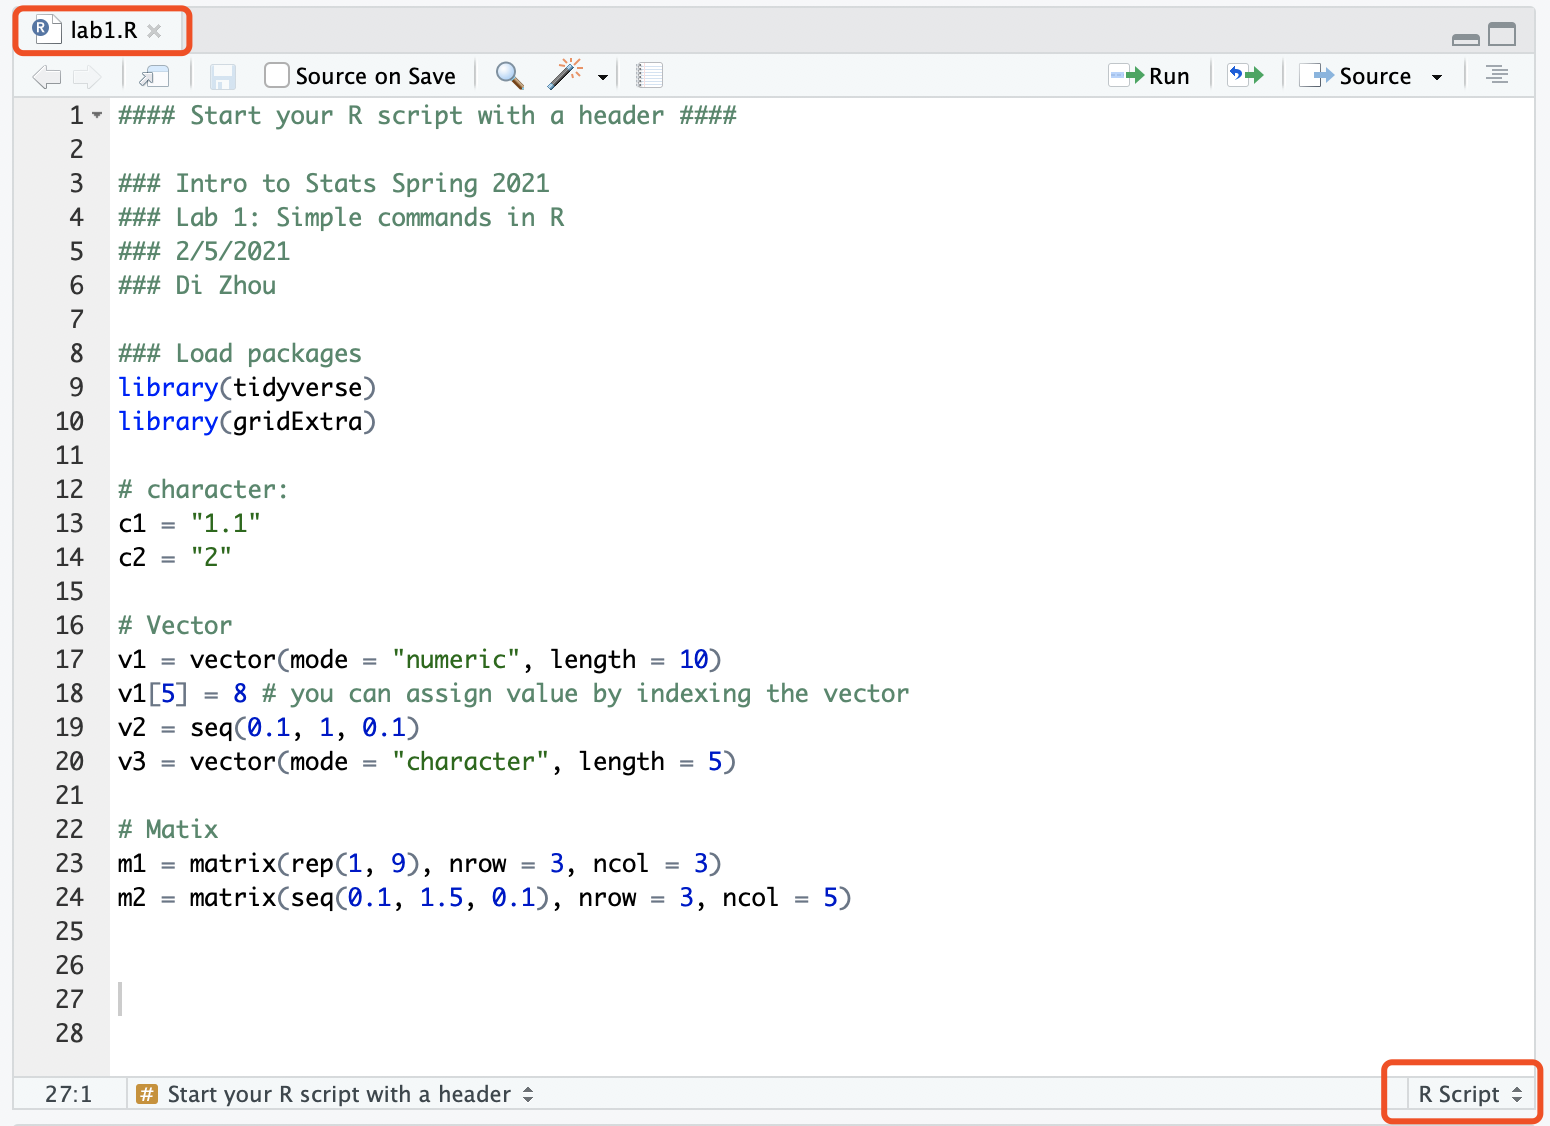 lab1.R
Source on Save
Run
Source
1 #### Start your R script with a header ####
2
3 ### Intro to Stats Spring 2021
4 ### Lab 1: Simple commands in R
5 ### 2/5/2021
6 ### Di Zhou
7
8 ### Load packages
9 library(tidyverse)
10 library(gridExtra)
11
12 # character:
13 c1 = "1.1"
14 c2 = "2"
15
16 # Vector
17 v1 = vector(mode = "numeric", length = 10)
18 v1[5] = 8 # you can assign value by indexing the vector
19 v2 = seq(0.1, 1, 0.1)
20 v3 = vector(mode = "character", length = 5)
21
22 # Matix
23 m1 = matrix(rep(1, 9), nrow = 3, ncol = 3)
24 m2 = matrix(seq(0.1, 1.5, 0.1), nrow = 3, ncol = 5)
25
26
27
28
27:1 # Start your R script with a header R Script